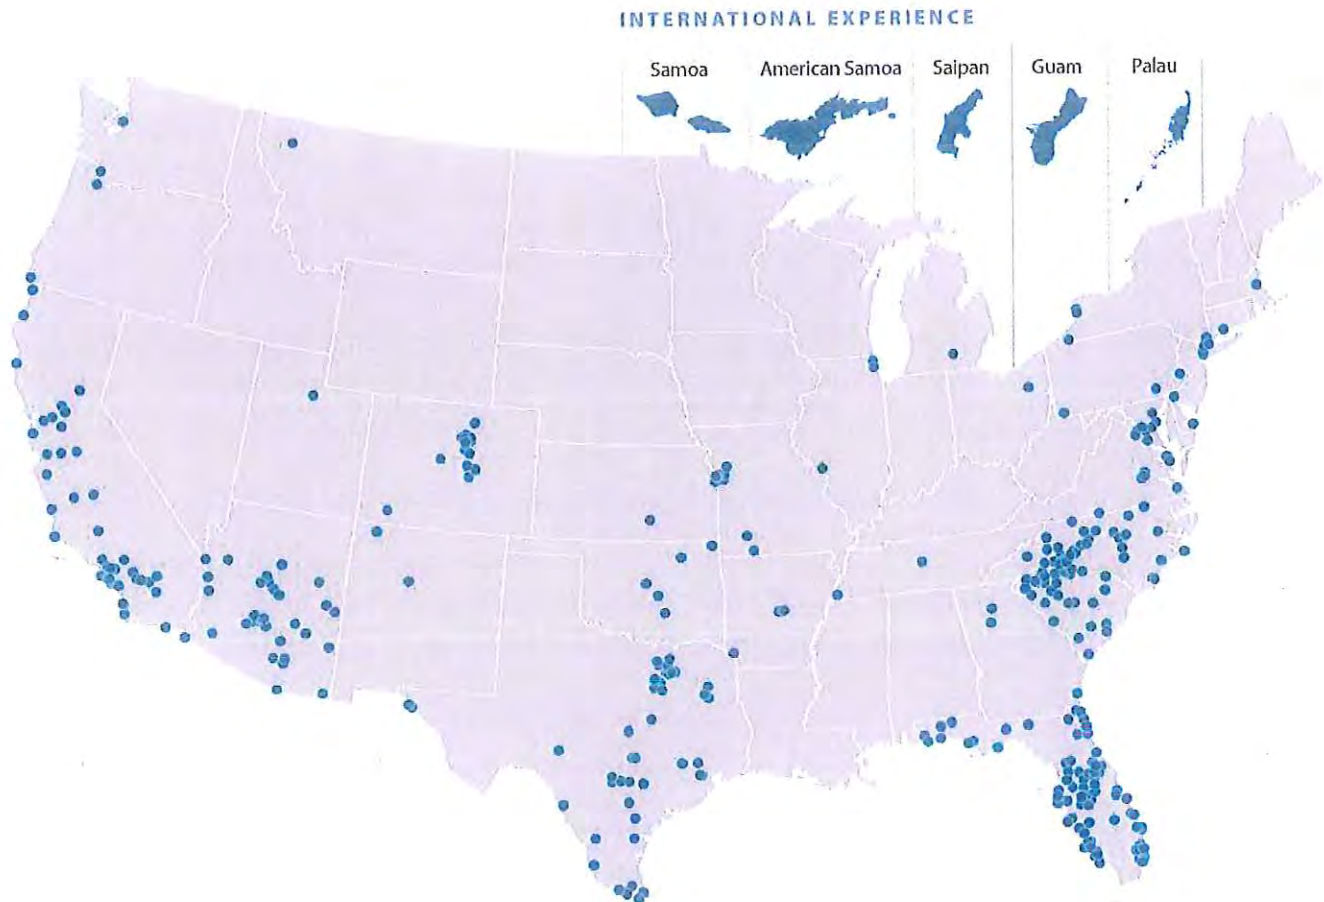 INTERNATIONAL EXPERIENCE
Samoa
American Samoa
Saipan
Guam
Palau